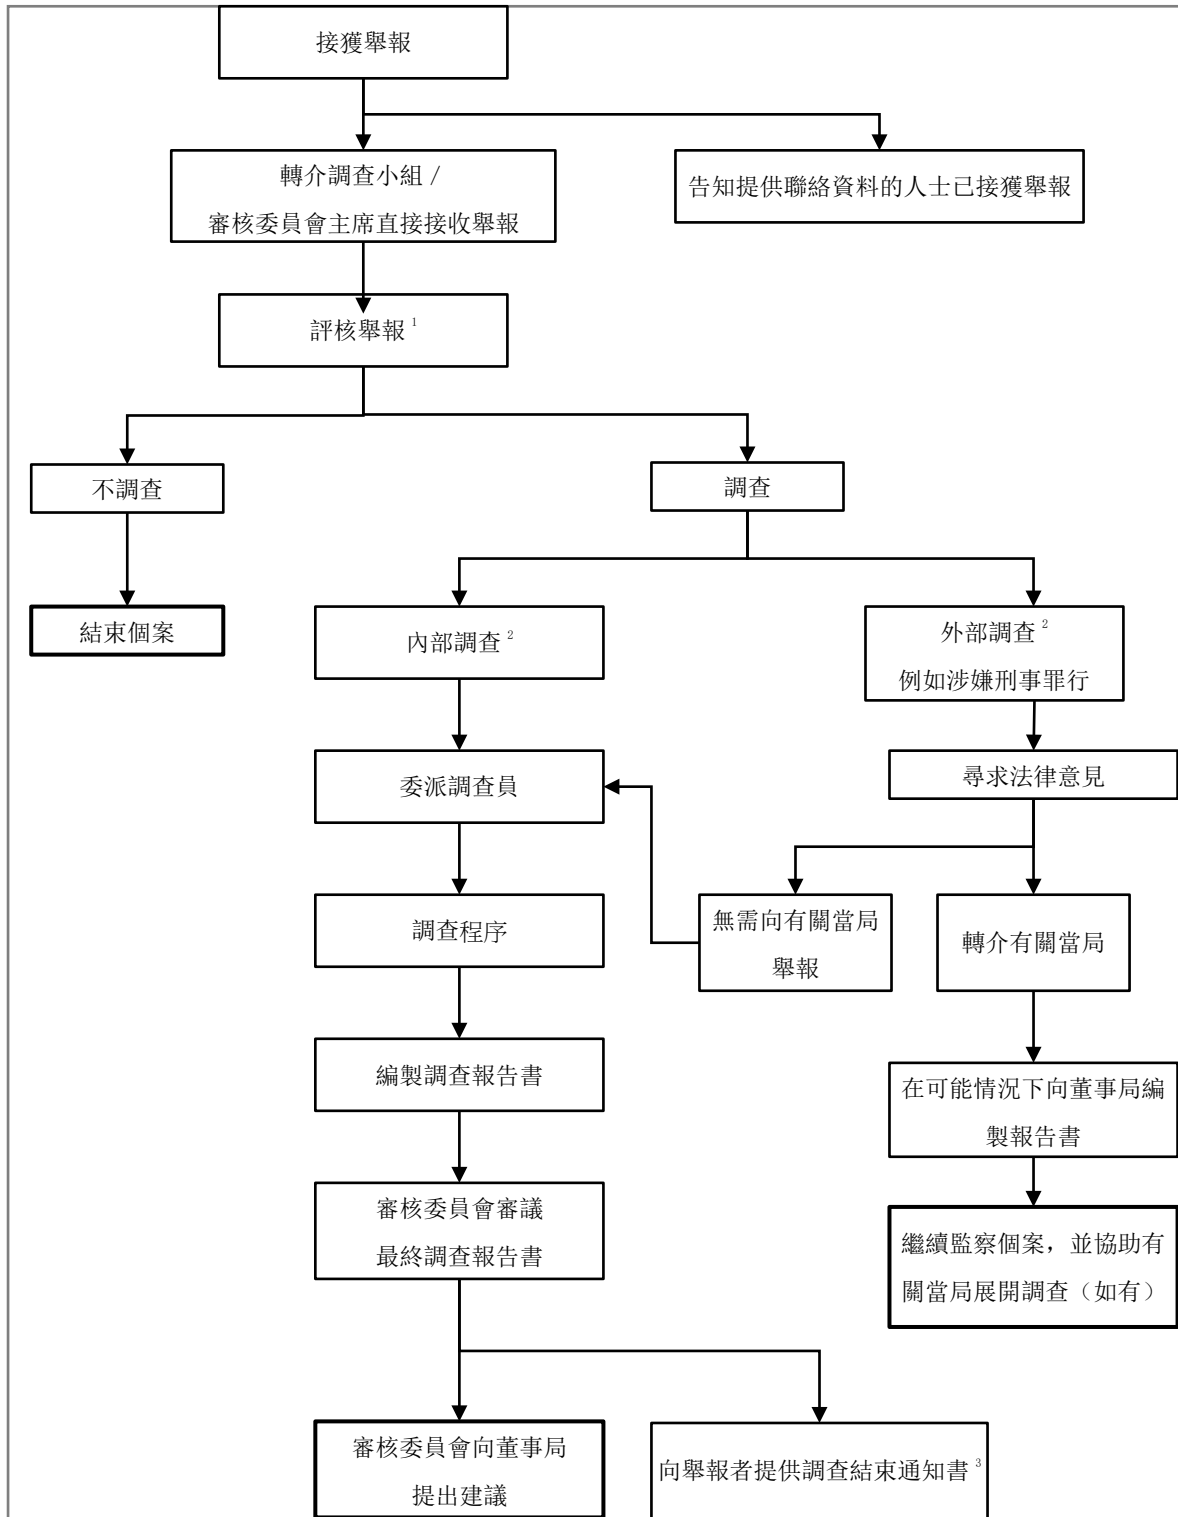 接獲舉報
轉介調查小組 /
審核委員會主席直接接收舉報
告知提供聯絡資料的人士已接獲舉報
評核舉報 1
不調查
調查
結束個案
內部調查 2
外部調查 2
例如涉嫌刑事罪行
委派調查員
尋求法律意見
調查程序
無需向有關當局
舉報
轉介有關當局
編製調查報告書
在可能情況下向董事局編
製報告書
審核委員會審議
最終調查報告書
繼續監察個案，並協助有
關當局展開調查（如有）
審核委員會向董事局
提出建議
向舉報者提供調查結束通知書 3